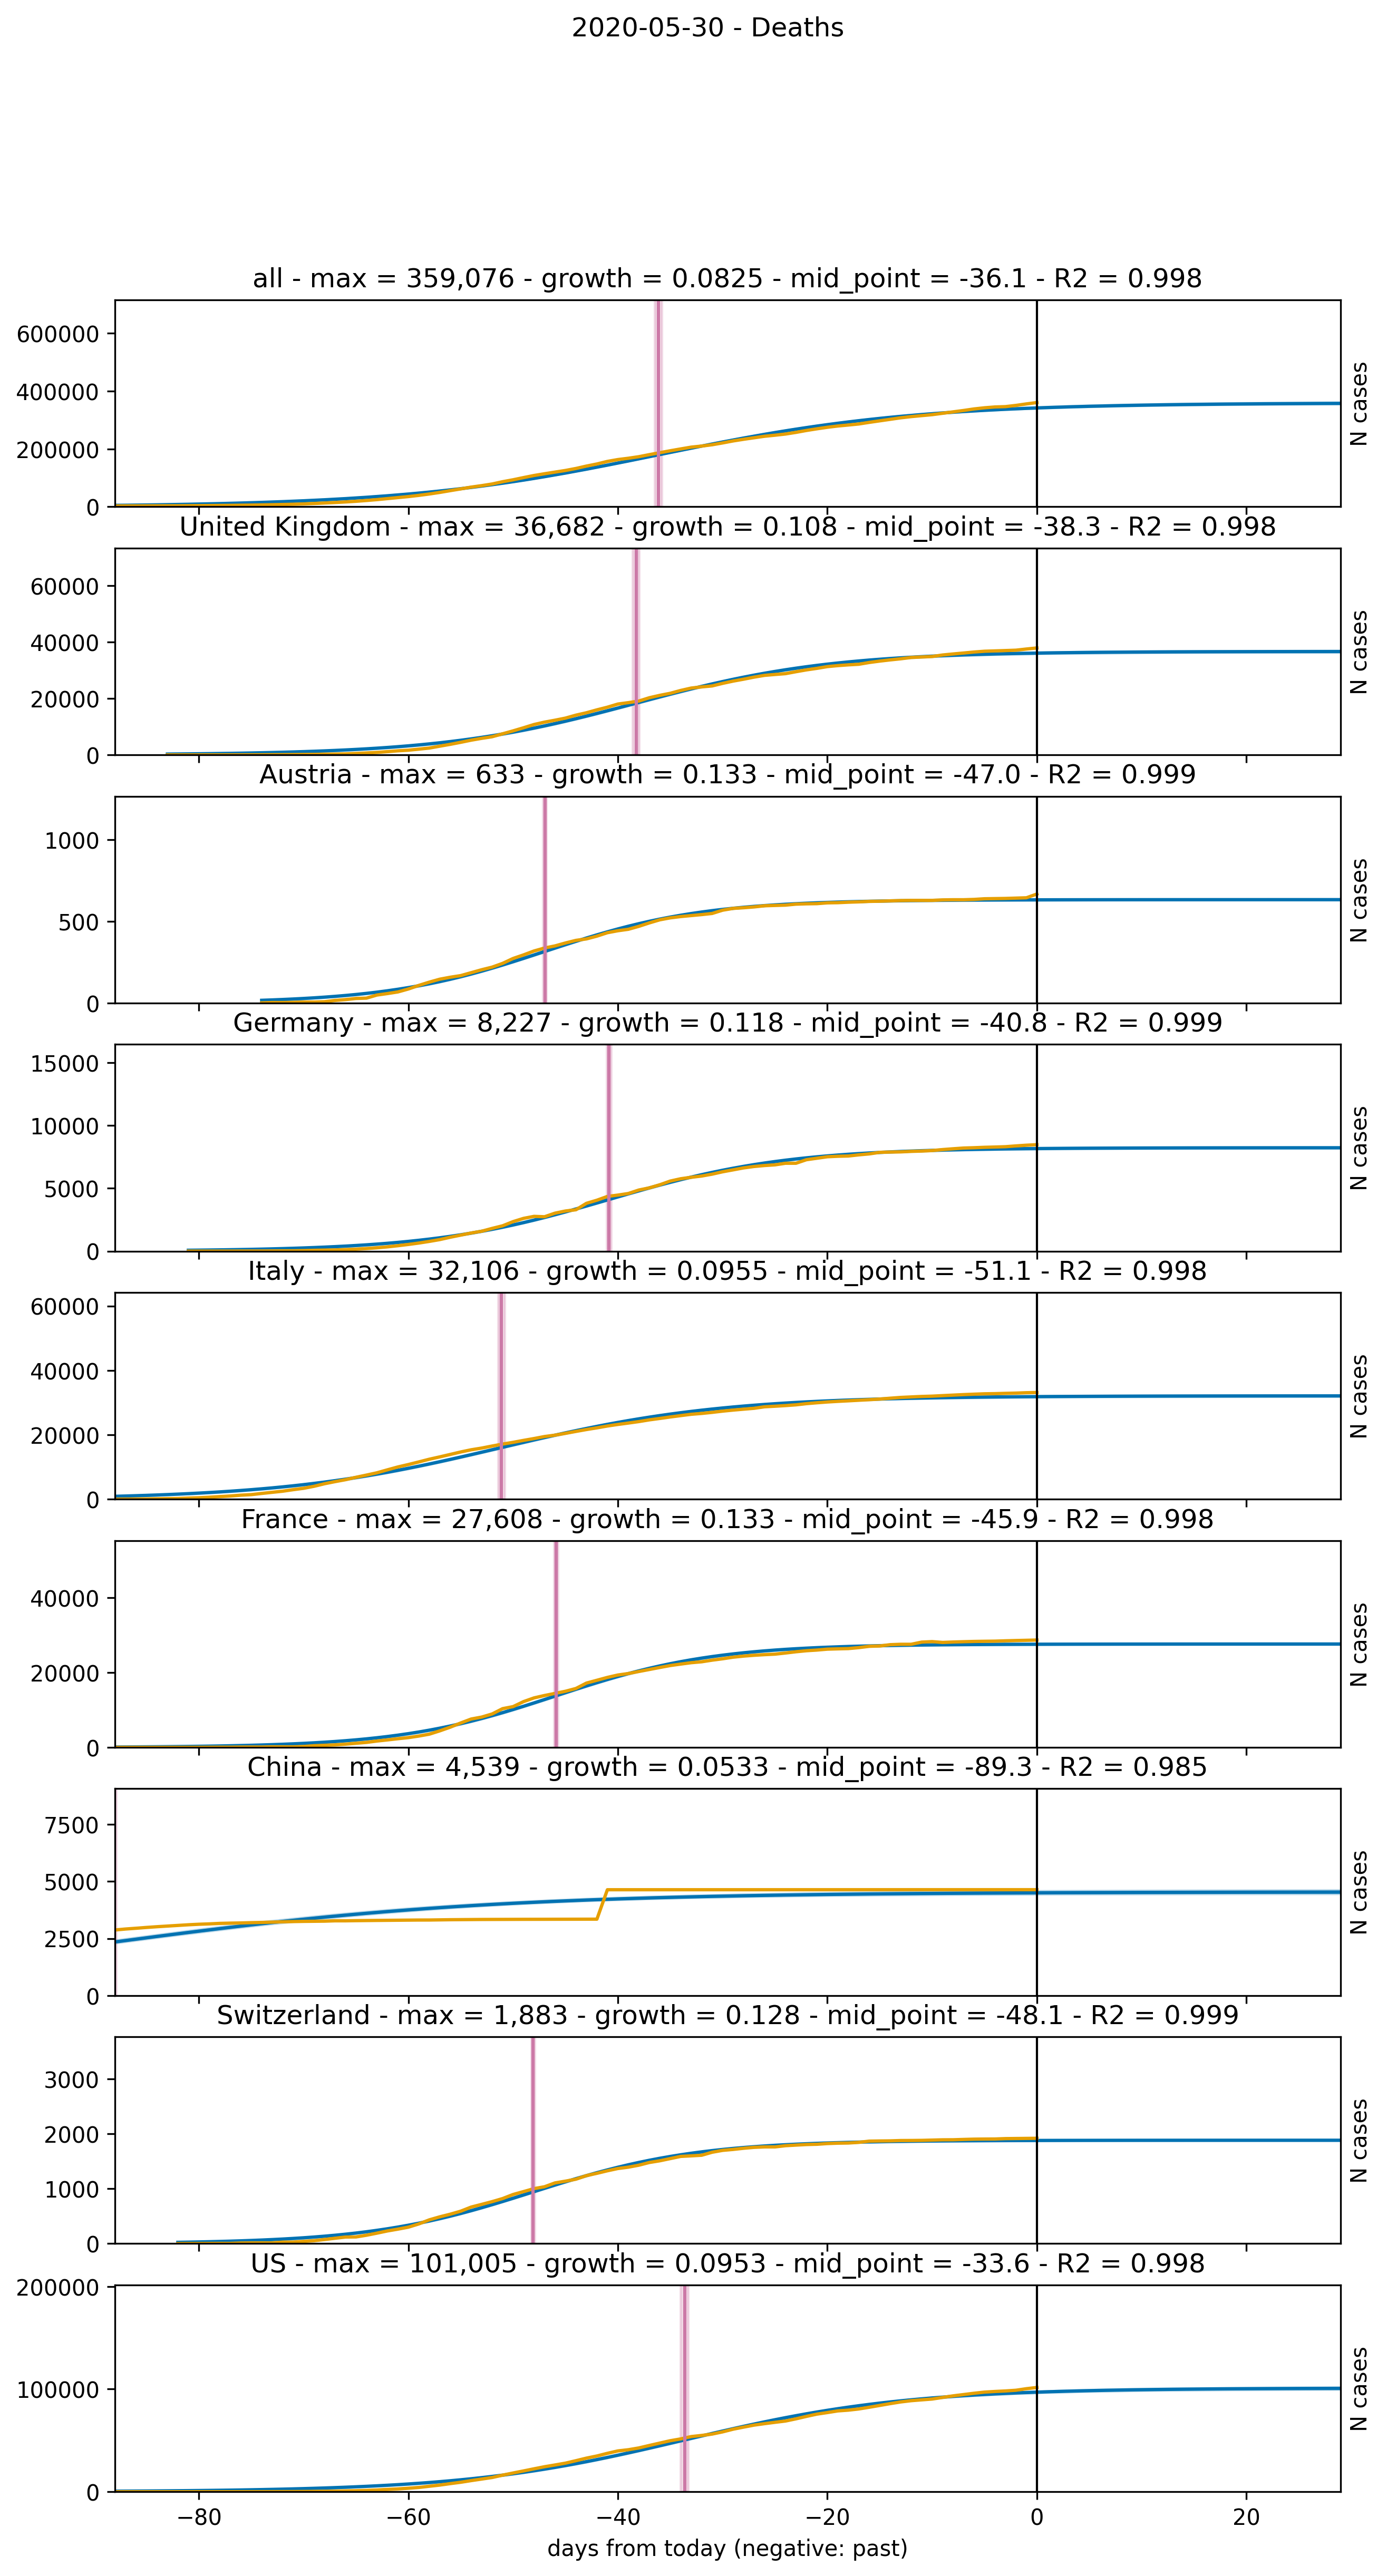 2020-05-30 - Deaths
all - max = 359,076 - growth = 0.0825 - mid_point = -36.1 - R2 = 0.998
600000
400000
200000
0
N cases
United Kingdom - max = 36,682 - growth = 0.108 - mid_point = -38.3 - R2 = 0.998
60000
40000
20000
0
N cases
Austria - max = 633 - growth = 0.133 - mid_point = -47.0 - R2 = 0.999
1000
500
0
N cases
Germany - max = 8,227 - growth = 0.118 - mid_point = -40.8 - R2 = 0.999
15000
10000
5000
0
N cases
Italy - max = 32,106 - growth = 0.0955 - mid_point = -51.1 - R2 = 0.998
60000
40000
20000
0
N cases
France - max = 27,608 - growth = 0.133 - mid_point = -45.9 - R2 = 0.998
40000
20000
0
N cases
China - max = 4,539 - growth = 0.0533 - mid_point = -89.3 - R2 = 0.985
7500
5000
2500
0
N cases
Switzerland - max = 1,883 - growth = 0.128 - mid_point = -48.1 - R2 = 0.999
3000
2000
1000
0
N cases
US - max = 101,005 - growth = 0.0953 - mid_point = -33.6 - R2 = 0.998
200000
100000
0
N cases
−80 −60 −40 −20 0 20
days from today (negative: past)